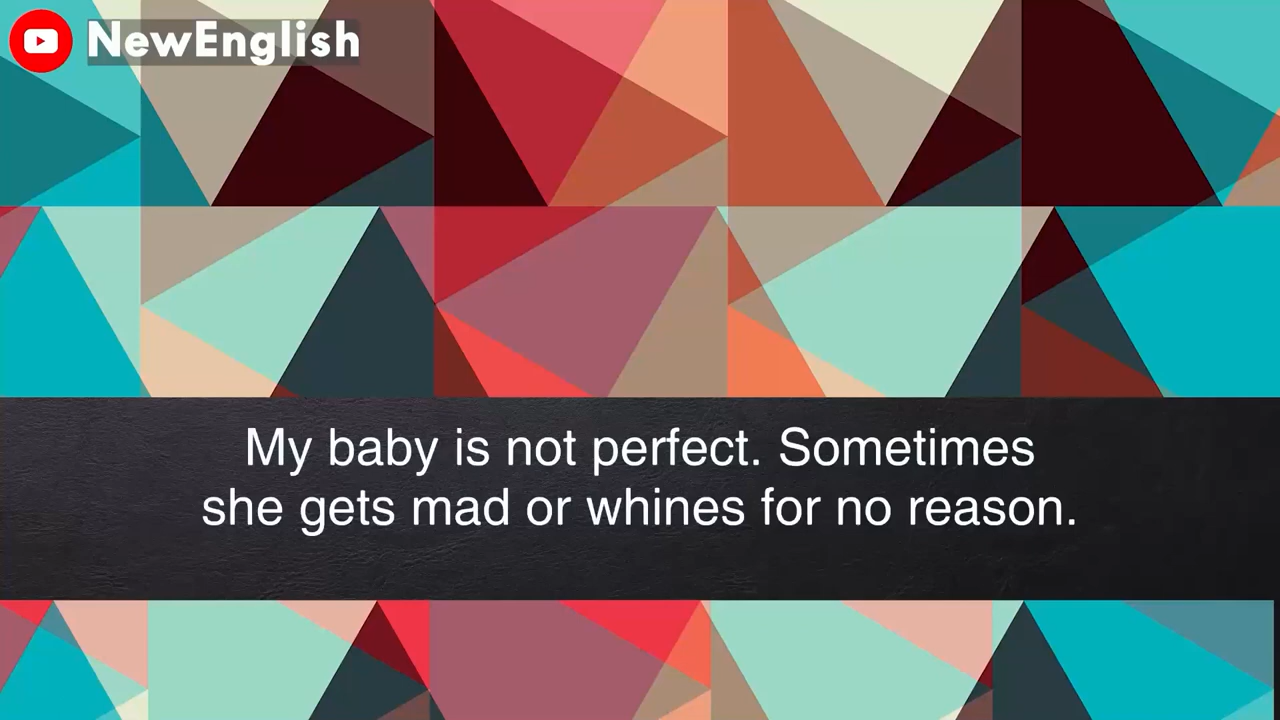 NewEnglish
My baby is not perfect. Sometimes
she gets mad or whines for no reason.